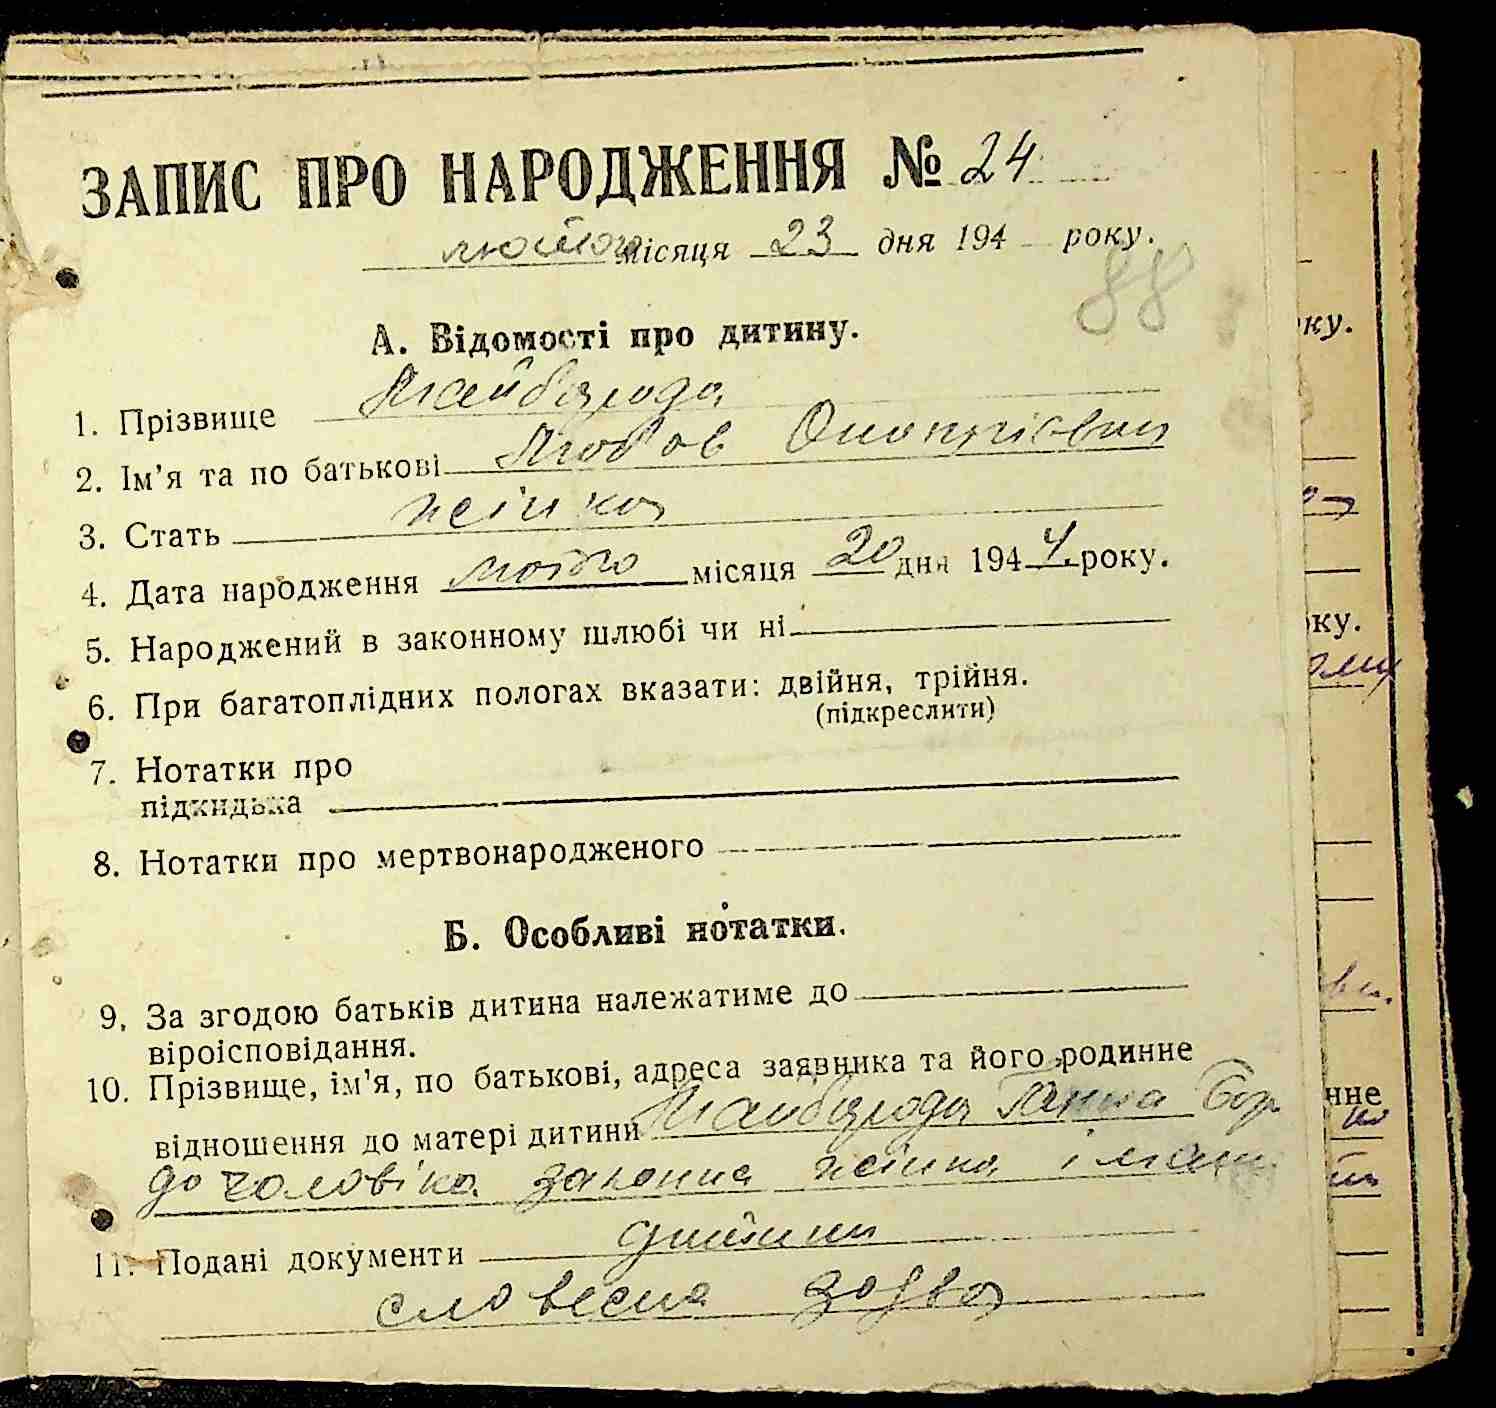 ЗАПИС ПРО НАРОДЖЕННЯ № 24
лютого місяця 23 дня 194 року.
88
А. Відомості про дитину.
1. Прізвище
2. Ім'я та по батькові Любов
3. Стать жінка
4. Дата народження місяця 20 дня 1944 року.
5. Народжений в законному шлюбі чи ні
6. При багатоплідних пологах вказати: двійня, трійня.
(підкреслити)
7. Нотатки про
підкидька
8. Нотатки про мертвонародженого
Б. Особливі нотатки.
9. За згодою батьків дитина належатиме до
віроісповідання.
10. Прізвище, ім'я, по батькові, адреса заявника та його родинне
відношення до матері дитини Ганна
до чоловіка законна жінка і мати
11. Подані документи дитини
словесна заява